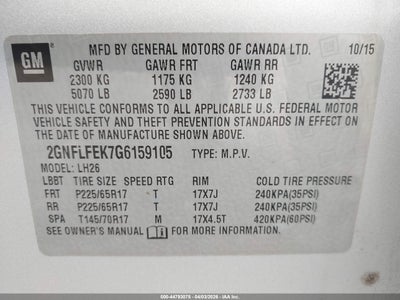 GM
MFD BY GENERAL MOTORS OF CANADA LTD. 10/15
GVWR GAWR FRT GAWR RR
2300 KG 1175 KG 1240 KG
5070 LB 2590 LB 2733 LB
THIS VEHICLE CONFORMS TO ALL APPLICABLE U.S. FEDERAL MOTOR
VEHICLE SAFETY AND THEFT PREVENTION STANDARDS IN EFFECT ON
THE DATE OF MANUFACTURE SHOWN ABOVE.
2GNFLFEK7G6159105 TYPE: M.P.V.
MODEL: LH26
LBBT TIRE SIZE SPEED RTG RIM COLD TIRE PRESSURE
FRT P225/65R17 T 17X7J 240KPA(35PSI)
RR P225/65R17 T 17X7J 240KPA(35PSI)
SPA T145/70R17 M 17X4.5T 420KPA(60PSI)
SEE OWNER'S MANUAL FOR MORE INFORMATION.
500-44793075 - 04/03/2026 - IAA, Inc.